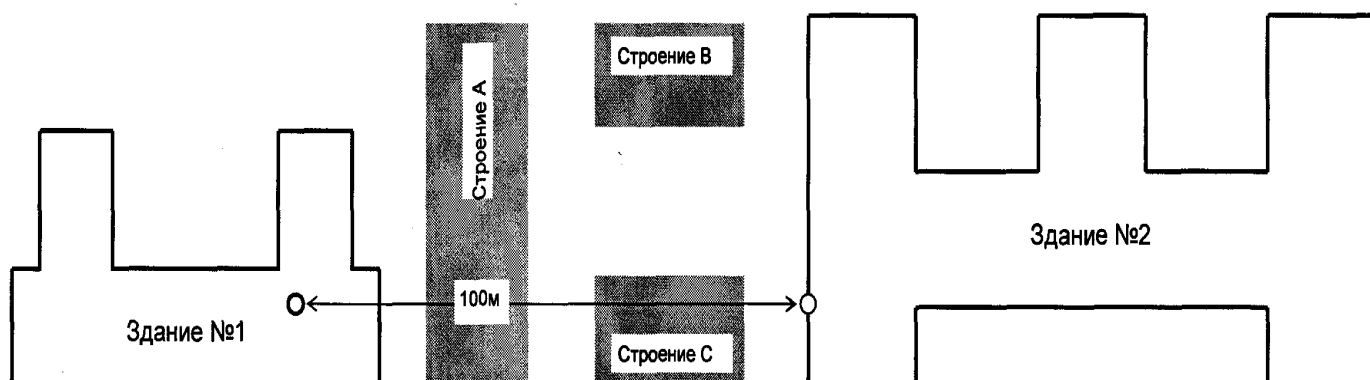 Строение А
Строение В
Здание №2
100м
Здание №1
Строение С